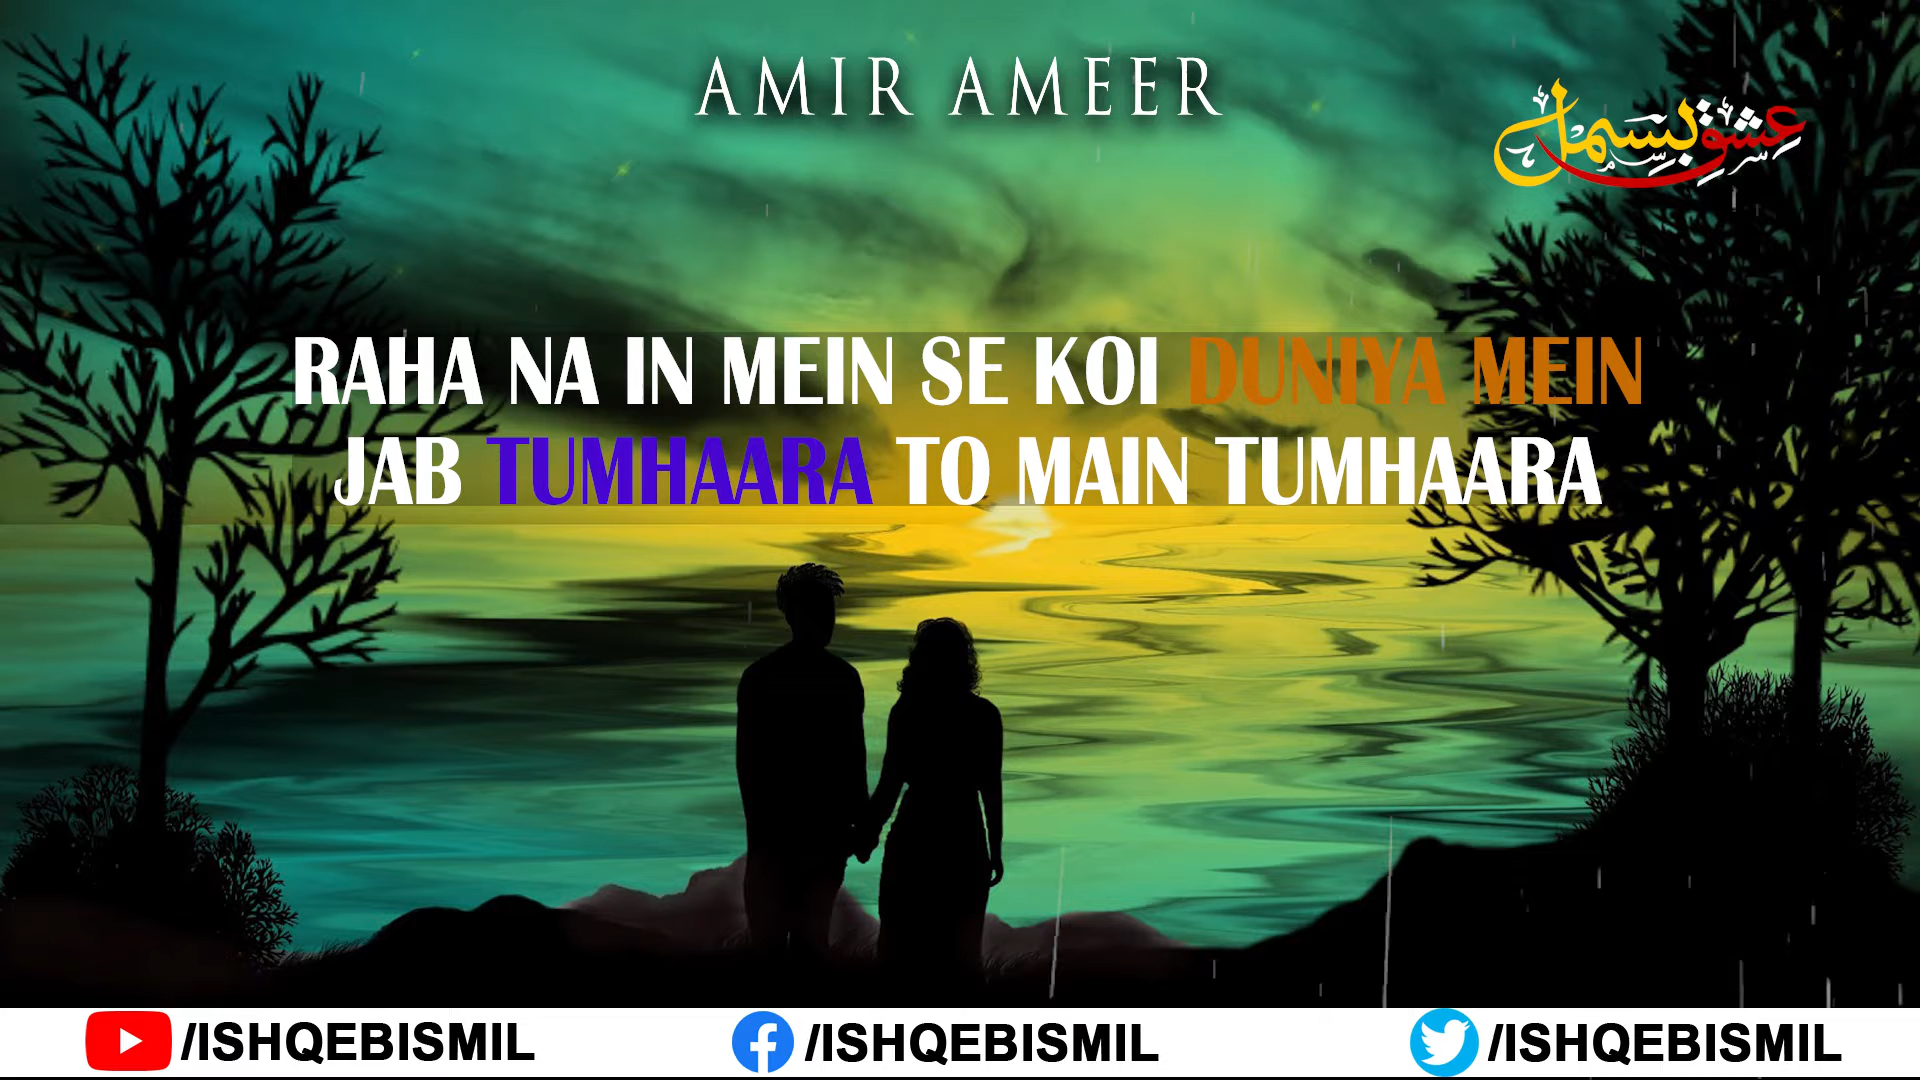 AMIR AMEER
عشق بسمل
RAHA NA IN MEIN SE KOI DUNIYA MEIN
JAB TUMHAARA TO MAIN TUMHAARA
/ISHQEBISMIL
/ISHQEBISMIL
/ISHQEBISMIL